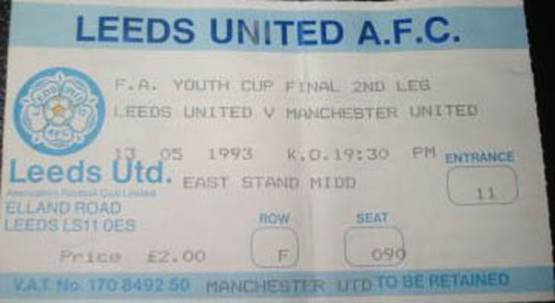 LEEDS UNITED A.F.C.
F.A. YOUTH CUP FINAL 2ND LEG
LEEDS UNITED V MANCHESTER UNITED
13 05 1993 K.O.19:30 PM
ENTRANCE
11
Leeds Utd.
Association Football Club Limited
EAST STAND MIDD
ELLAND ROAD
LEEDS LS11 0ES
ROW
F
SEAT
090
Price £2.00
V.A.T. No. 170 8492 50 MANCHESTER UTD TO BE RETAINED